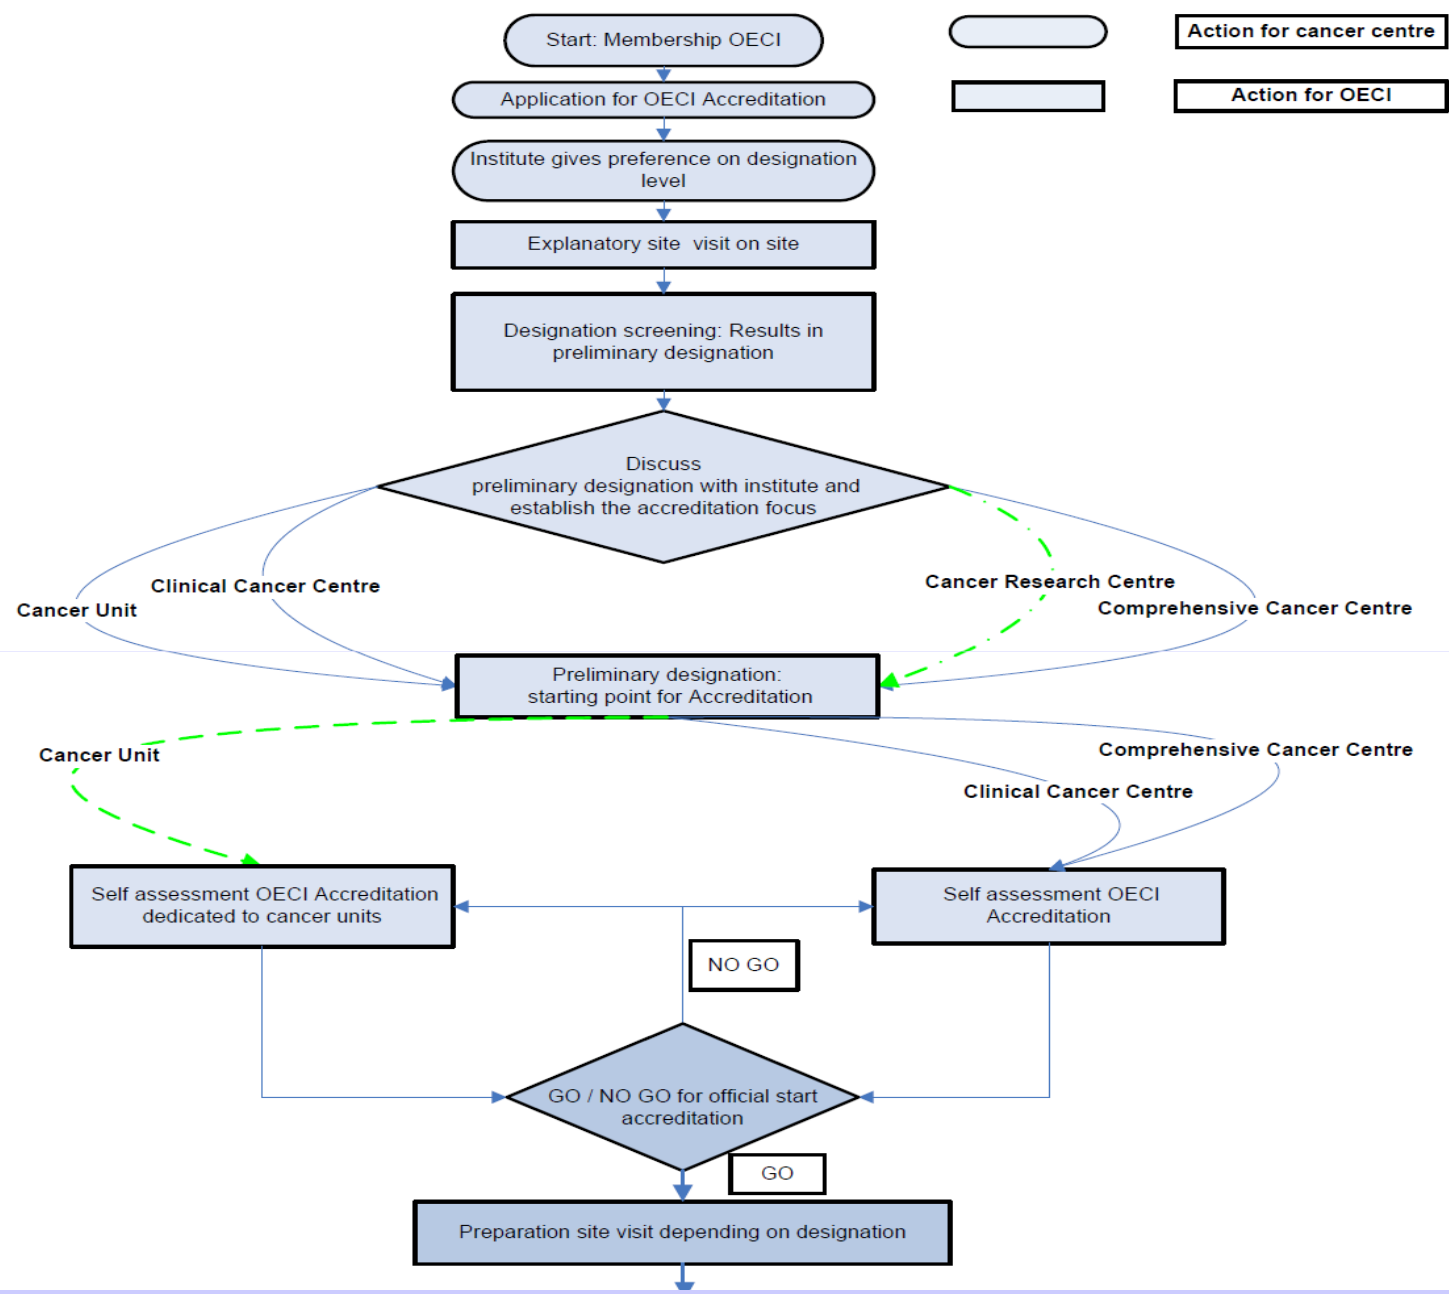 Start: Membership OECI
Action for cancer centre
Application for OECI Accreditation
Action for OECI
Institute gives preference on designation
level
Explanatory site visit on site
Designation screening: Results in
preliminary designation
Discuss
preliminary designation with institute and
establish the accreditation focus
Clinical Cancer Centre
Cancer Unit
Cancer Research Centre
Comprehensive Cancer Centre
Preliminary designation:
starting point for Accreditation
Cancer Unit
Comprehensive Cancer Centre
Clinical Cancer Centre
Self assessment OECI Accreditation
dedicated to cancer units
Self assessment OECI
Accreditation
NO GO
GO / NO GO for official start
accreditation
GO
Preparation site visit depending on designation